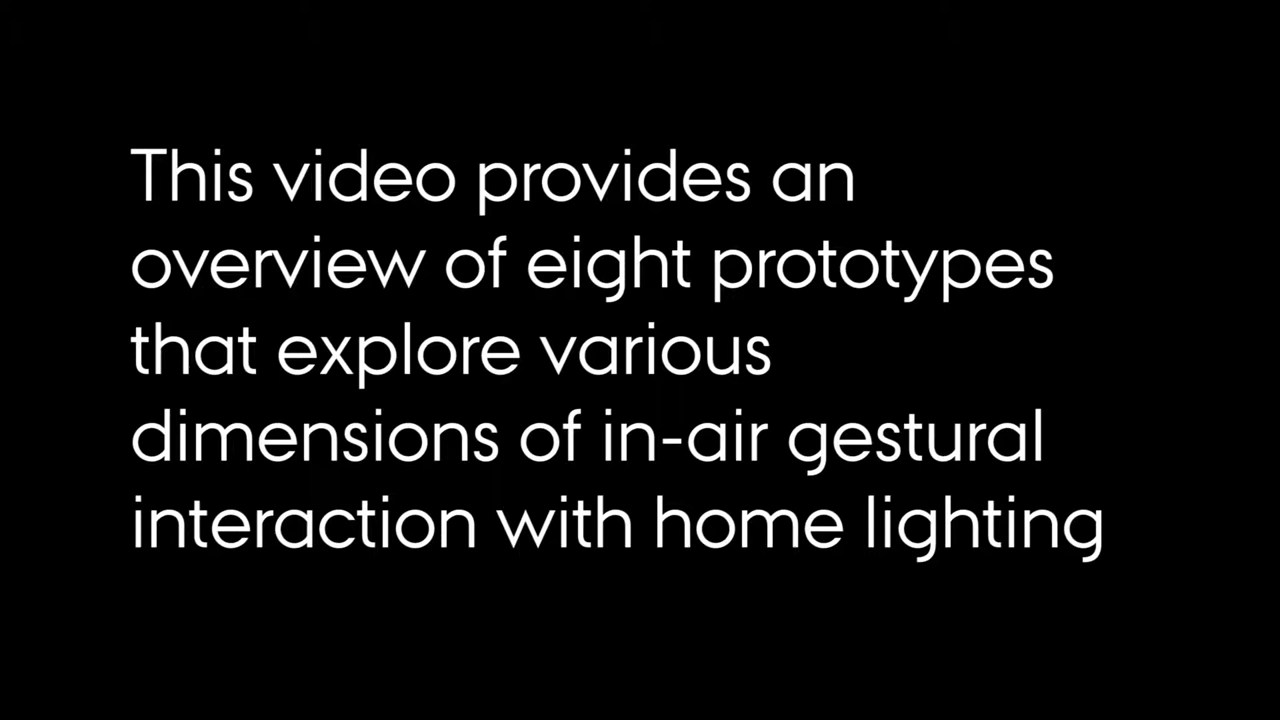 This video provides an
overview of eight prototypes
that explore various
dimensions of in-air gestural
interaction with home lighting